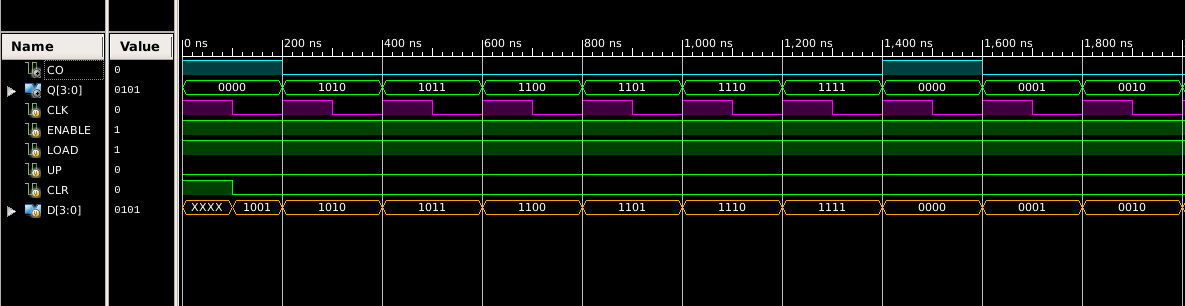 Name Value 0 ns 200 ns 400 ns 600 ns 800 ns 1,000 ns 1,200 ns 1,400 ns 1,600 ns 1,800 ns
CO 0
Q[3:0] 0101 0000 1010 1011 1100 1101 1110 1111 0000 0001 0010
CLK 0
ENABLE 1
LOAD 1
UP 0
CLR 0
D[3:0] 0101 XXXX 1001 1010 1011 1100 1101 1110 1111 0000 0001 0010